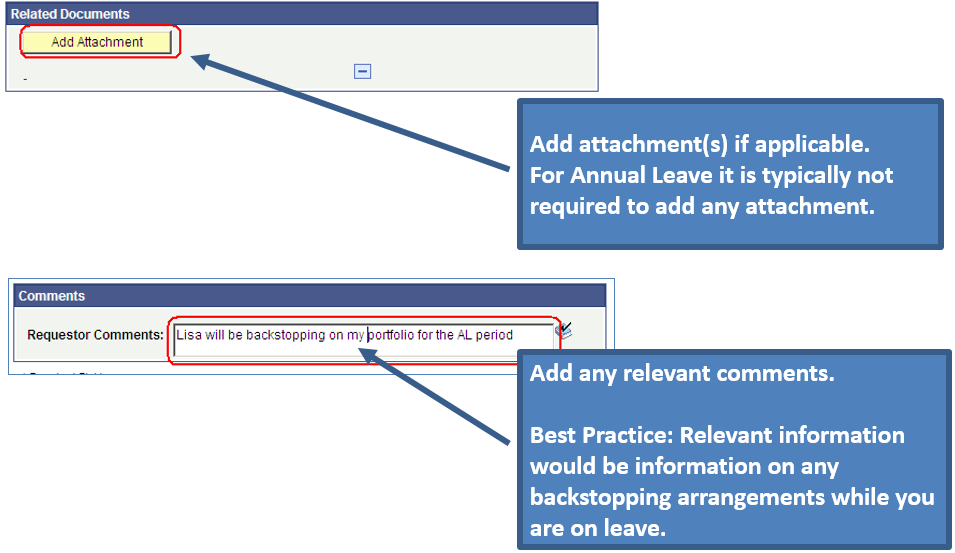 Related Documents
Add Attachment
-
Add attachment(s) if applicable.
For Annual Leave it is typically not
required to add any attachment.
Comments
Requestor Comments: Lisa will be backstopping on my portfolio for the AL period
Add any relevant comments.
Best Practice: Relevant information
would be information on any
backstopping arrangements while you
are on leave.